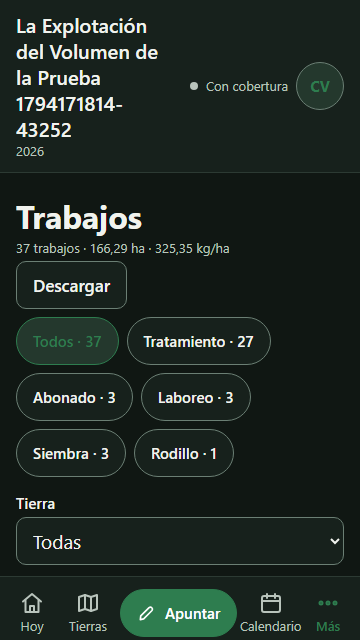 La Explotación
del Volumen de
la Prueba
1794171814-
43252
2026
Con cobertura
CV
Trabajos
37 trabajos · 166,29 ha · 325,35 kg/ha
Descargar
Todos · 37
Tratamiento · 27
Abonado · 3
Laboreo · 3
Siembra · 3
Rodillo · 1
Tierra
Todas
Hoy
Tierras
Apuntar
Calendario
Más